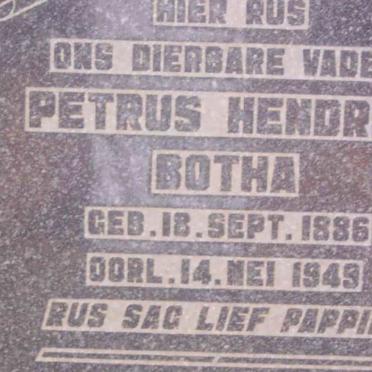 HIER RUS
ONS DIERBARE VADE
PETRUS HENDR
BOTHA
GEB. 18. SEPT. 1886
OORL. 14. MEI 1949
RUS SAG LIEF PAPPI